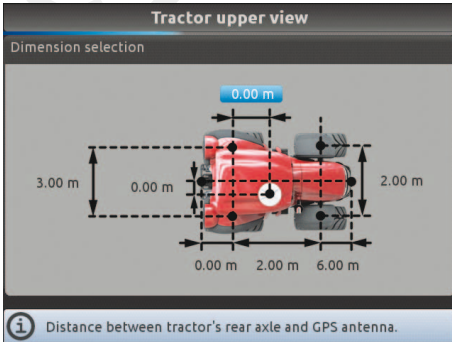 Tractor upper view
Dimension selection
0.00 m
3.00 m
0.00 m
2.00 m
0.00 m
2.00 m
6.00 m
Distance between tractor's rear axle and GPS antenna.